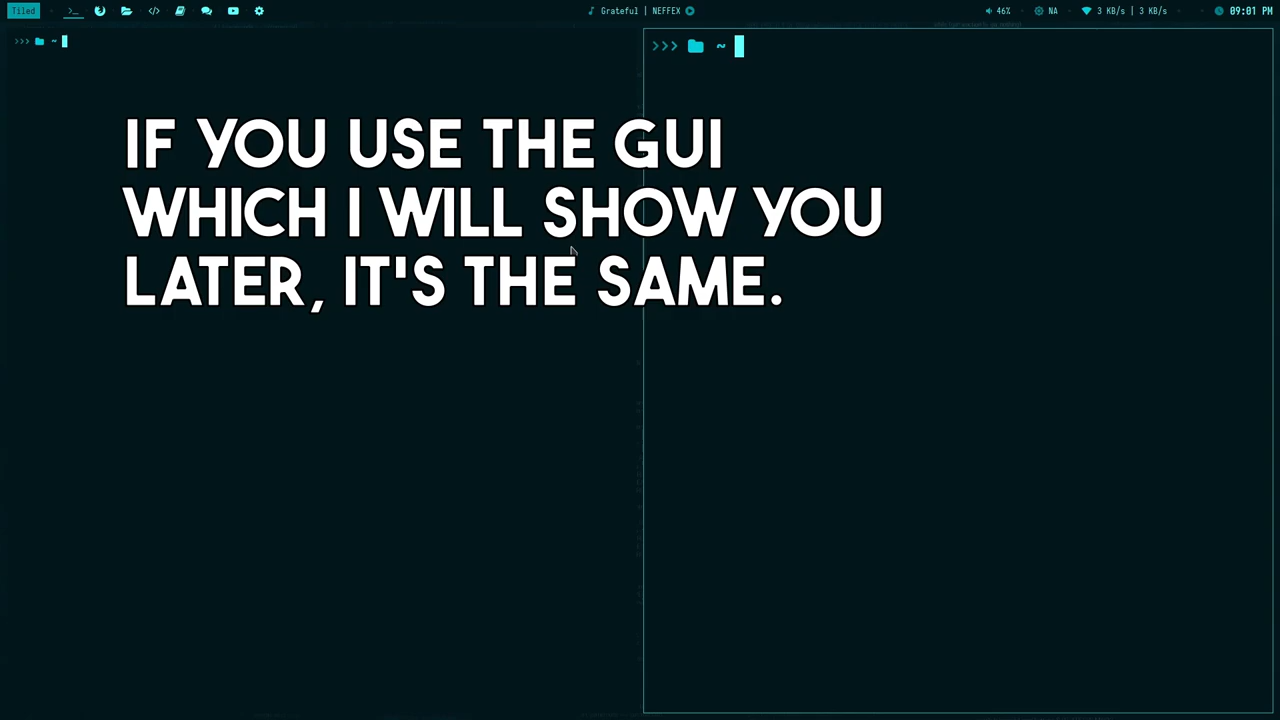 Tiled >_ </> Grateful | NEFFEX 46% NA 3 KB/s | 3 KB/s 09:01 PM
>>> ~
>>> ~
IF YOU USE THE GUI
WHICH I WILL SHOW YOU
LATER, IT'S THE SAME.